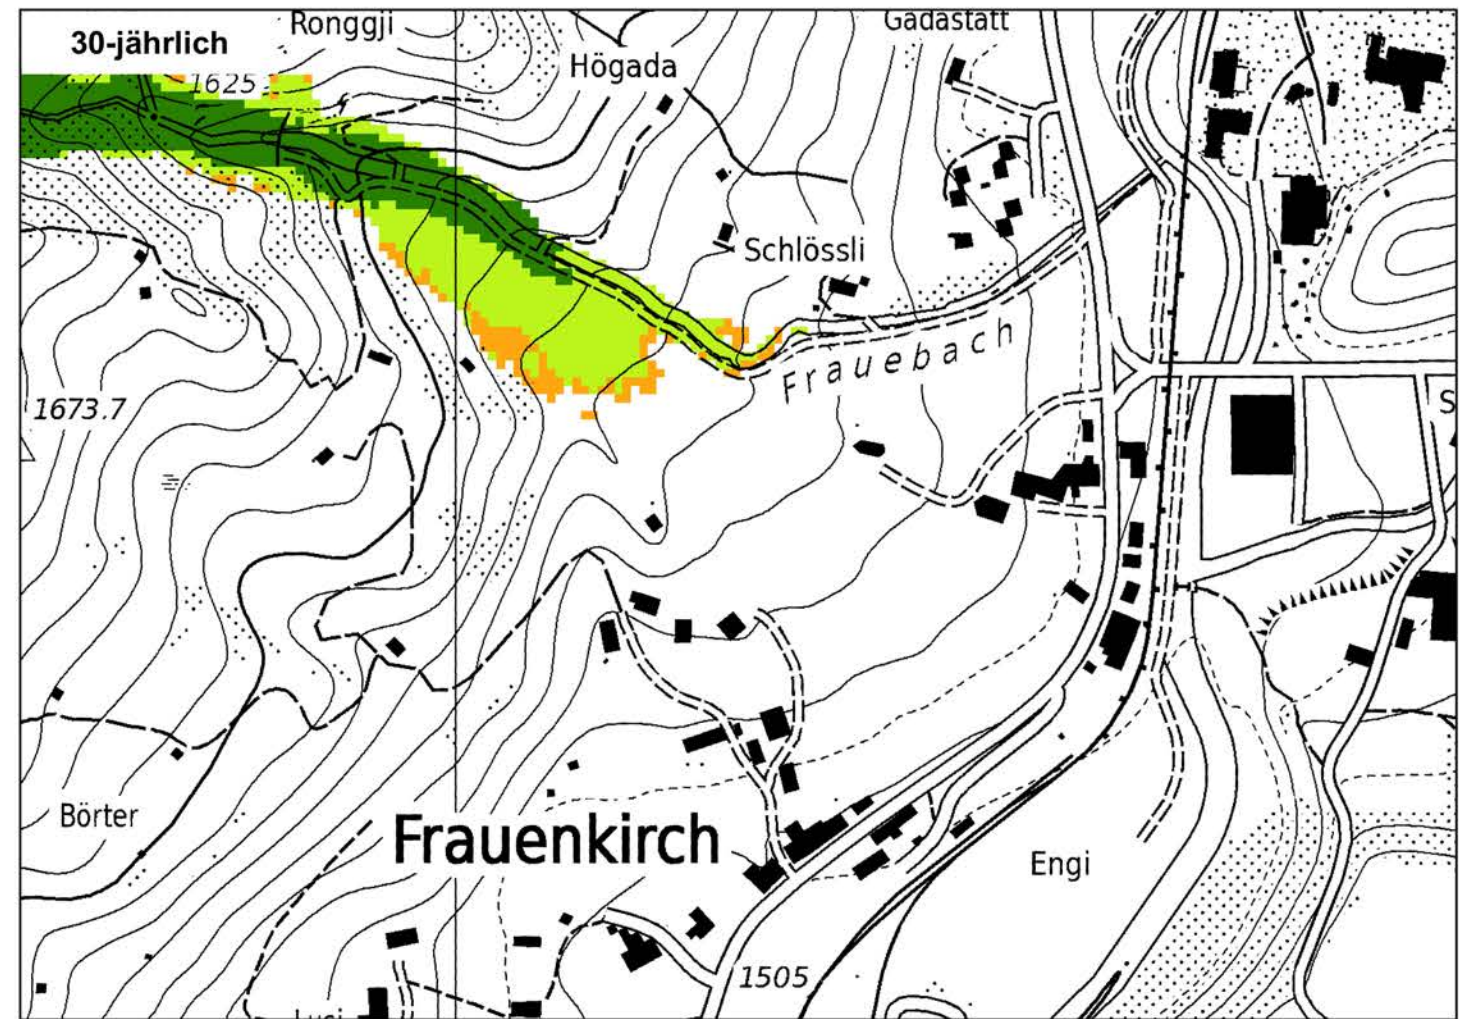 30-jährlich
Ronggji
Gadastatt
Högada
1625
Schlössli
Frauebach
1673.7
S
Börter
Frauenkirch
Engi
1505